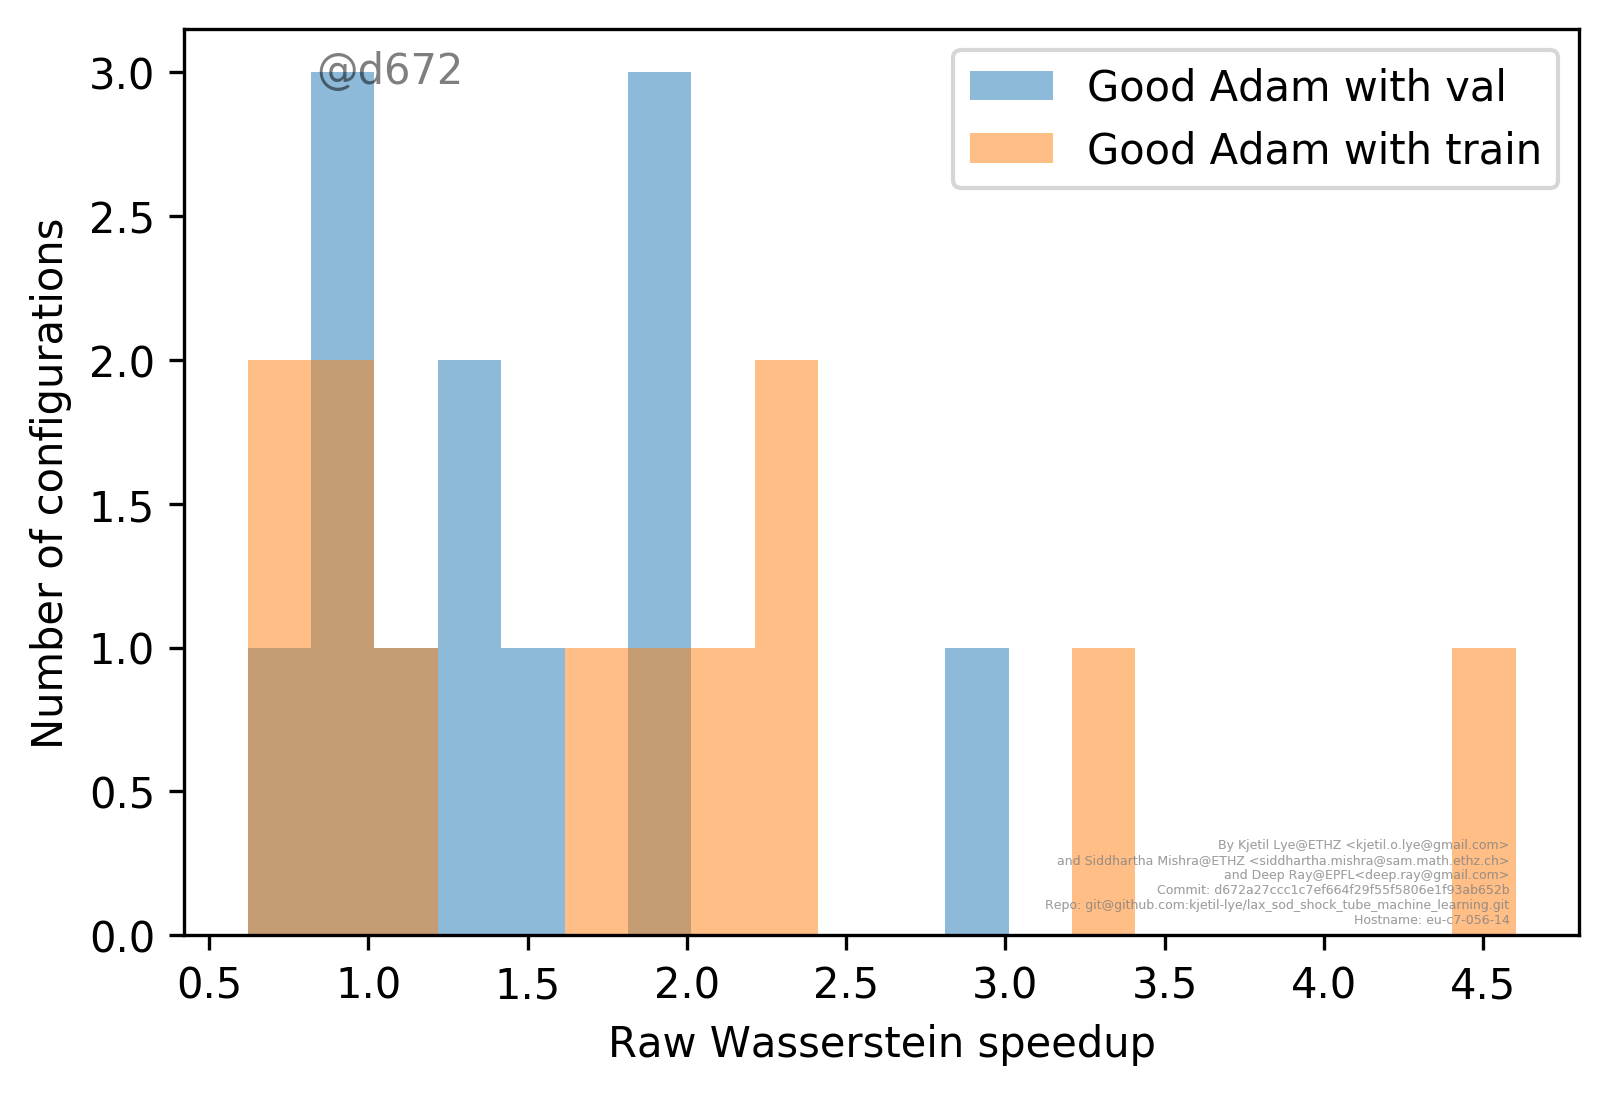 @d672
Good Adam with val
Good Adam with train
Number of configurations
3.0
2.5
2.0
1.5
1.0
0.5
0.0
0.5 1.0 1.5 2.0 2.5 3.0 3.5 4.0 4.5
Raw Wasserstein speedup
By Kjetil Lye@ETHZ <kjetil.o.lye@gmail.com>
and Siddhartha Mishra@ETHZ <siddhartha.mishra@sam.math.ethz.ch>
and Deep Ray@EPFL<deep.ray@gmail.com>
Commit: d672a27ccc1c7ef664f29f55f5806e1f93ab652b
Repo: git@github.com:kjetil-lye/lax_sod_shock_tube_machine_learning.git
Hostname: eu-c7-056-14